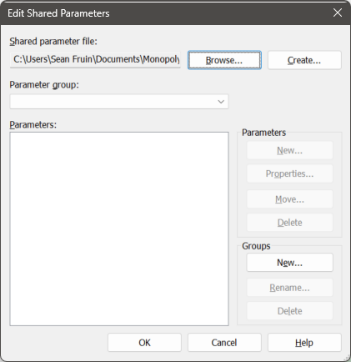 Edit Shared Parameters
Shared parameter file:
C:\Users\Sean Fruin\Documents\Monopoly
Browse...
Create...
Parameter group:
Parameters:
Parameters
New...
Properties...
Move...
Delete
Groups
New...
Rename...
Delete
OK
Cancel
Help